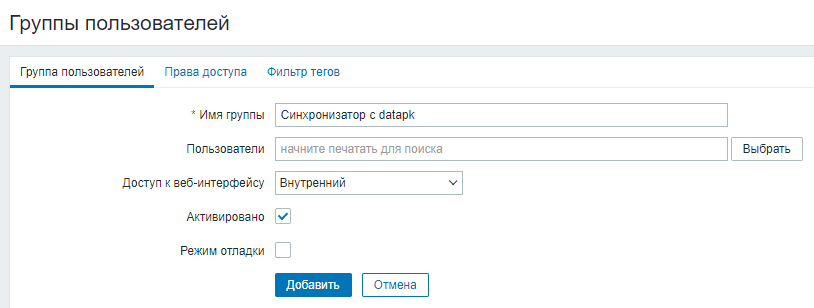 Группы пользователей
Группа пользователей Права доступа Фильтр тегов
* Имя группы Синхронизатор с datapk
Пользователи начните печатать для поиска Выбрать
Доступ к веб-интерфейсу Внутренний
Активировано
Режим отладки
Добавить Отмена